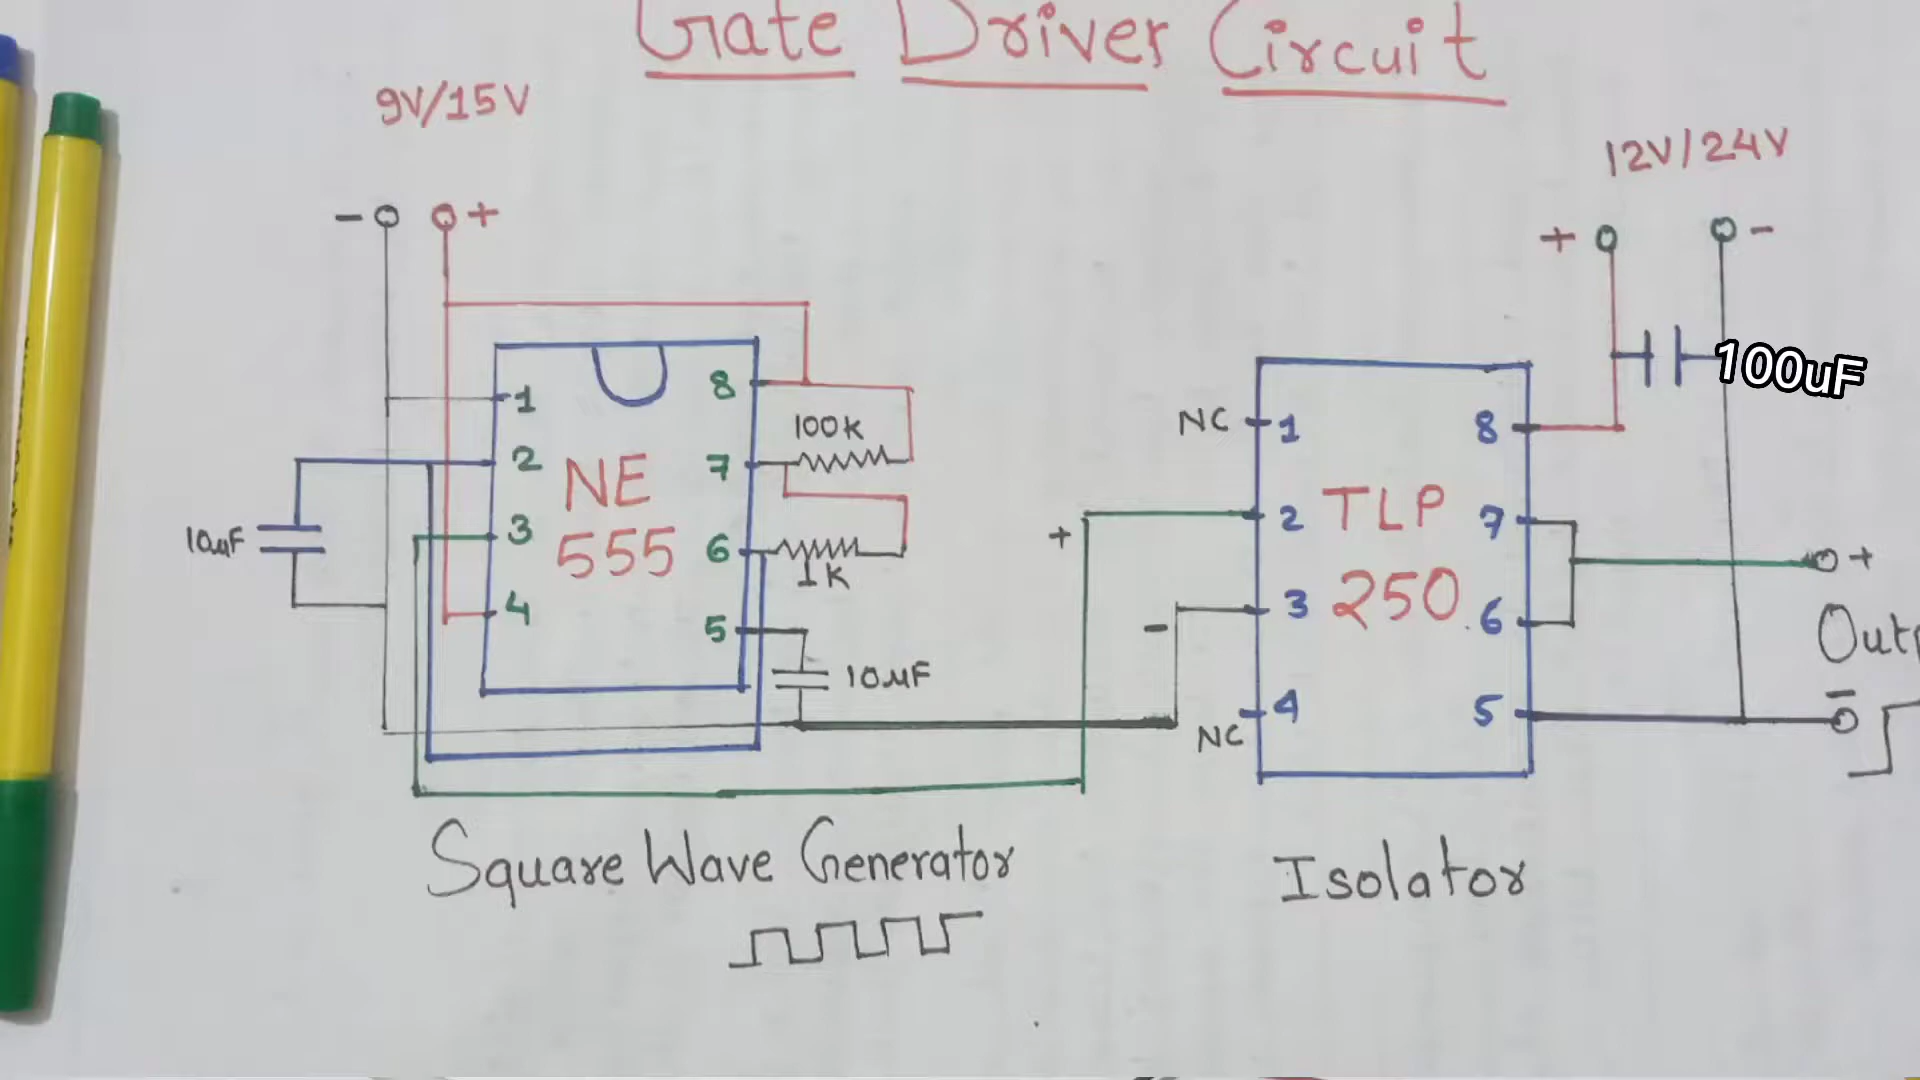 Gate Driver Circuit
9V/15V
12V/24V
- +
+ -
100uF
1
8
2
7
3
6
4
5
NE
555
100k
1K
10uF
10uF
+
-
NC
NC
1
8
2
7
3
6
4
5
TLP
250
+
-
Square Wave Generator
Isolator